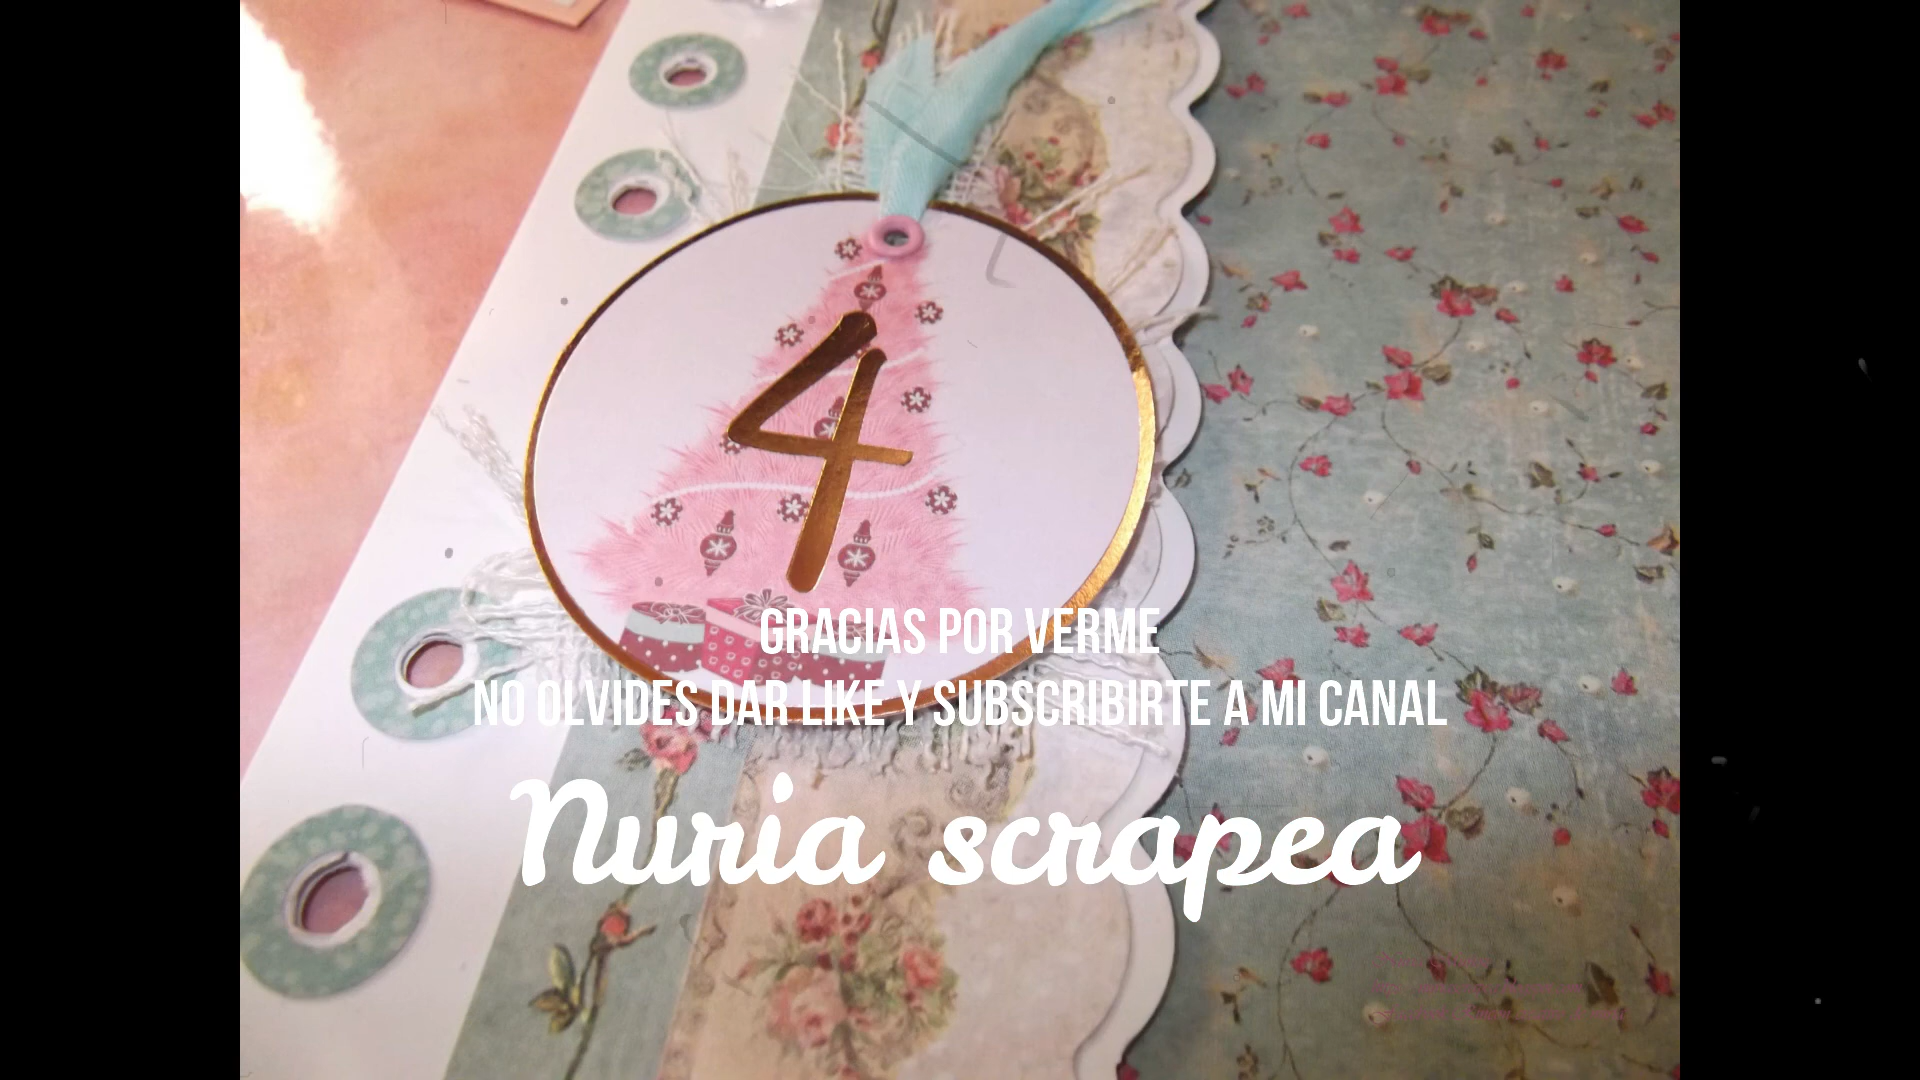 4
GRACIAS POR VERME
NO OLVIDES DAR LIKE Y SUBSCRIBIRTE A MI CANAL
Nuria scrapea